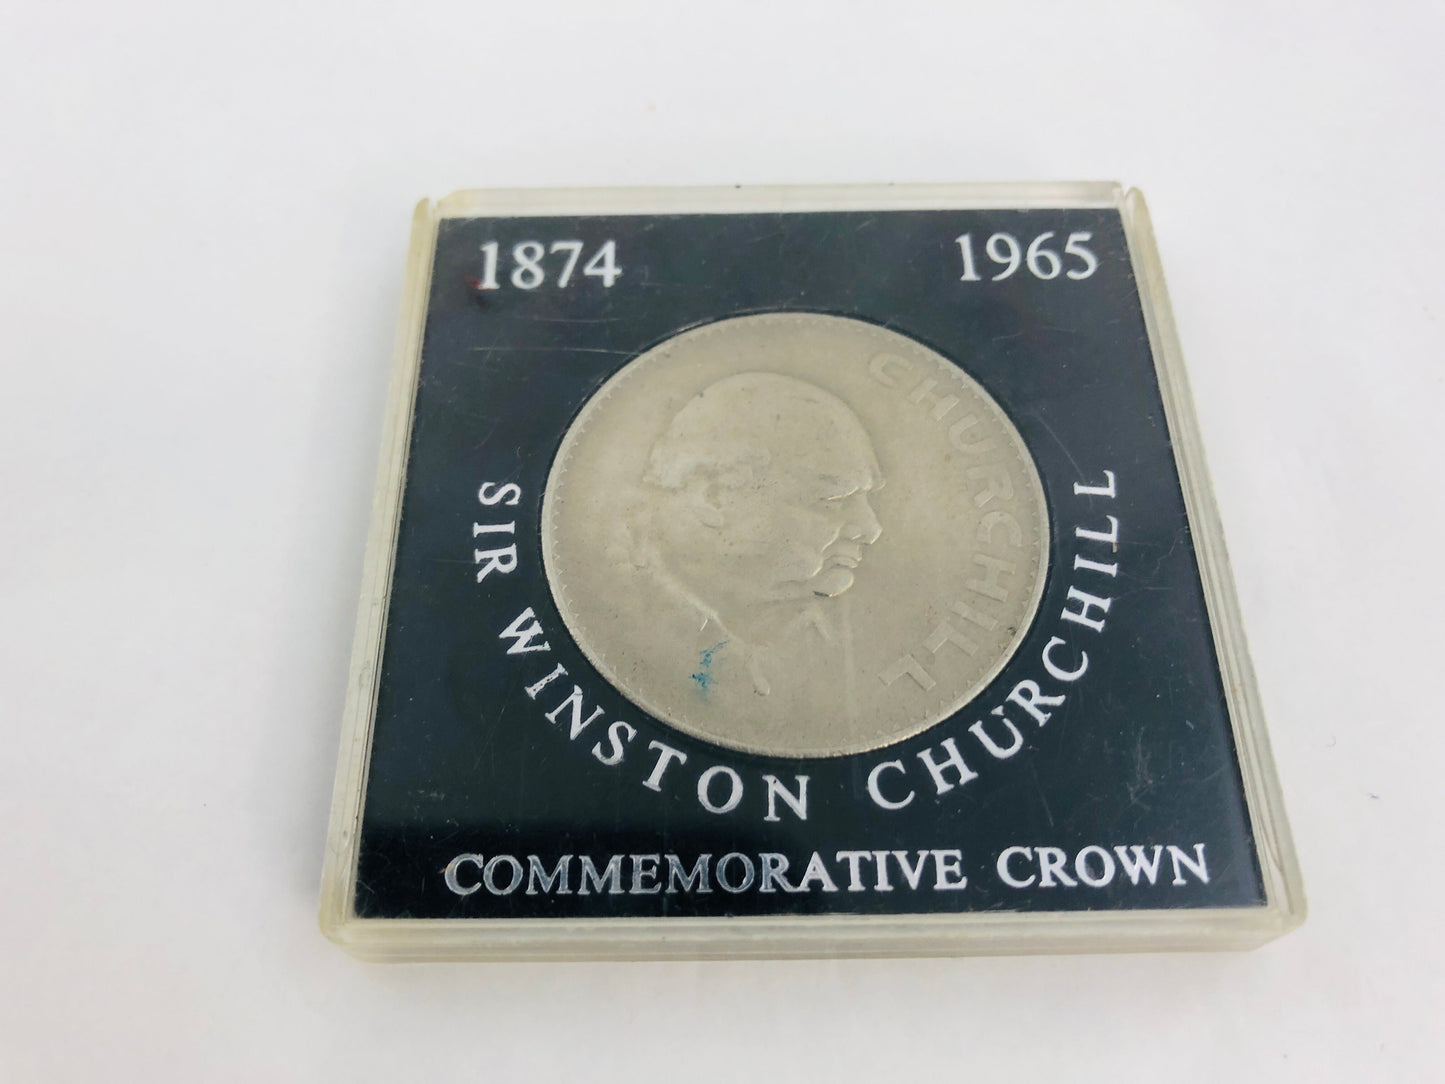 1874 1965
CHURCHILL
SIR WINSTON CHURCHILL
COMMEMORATIVE CROWN